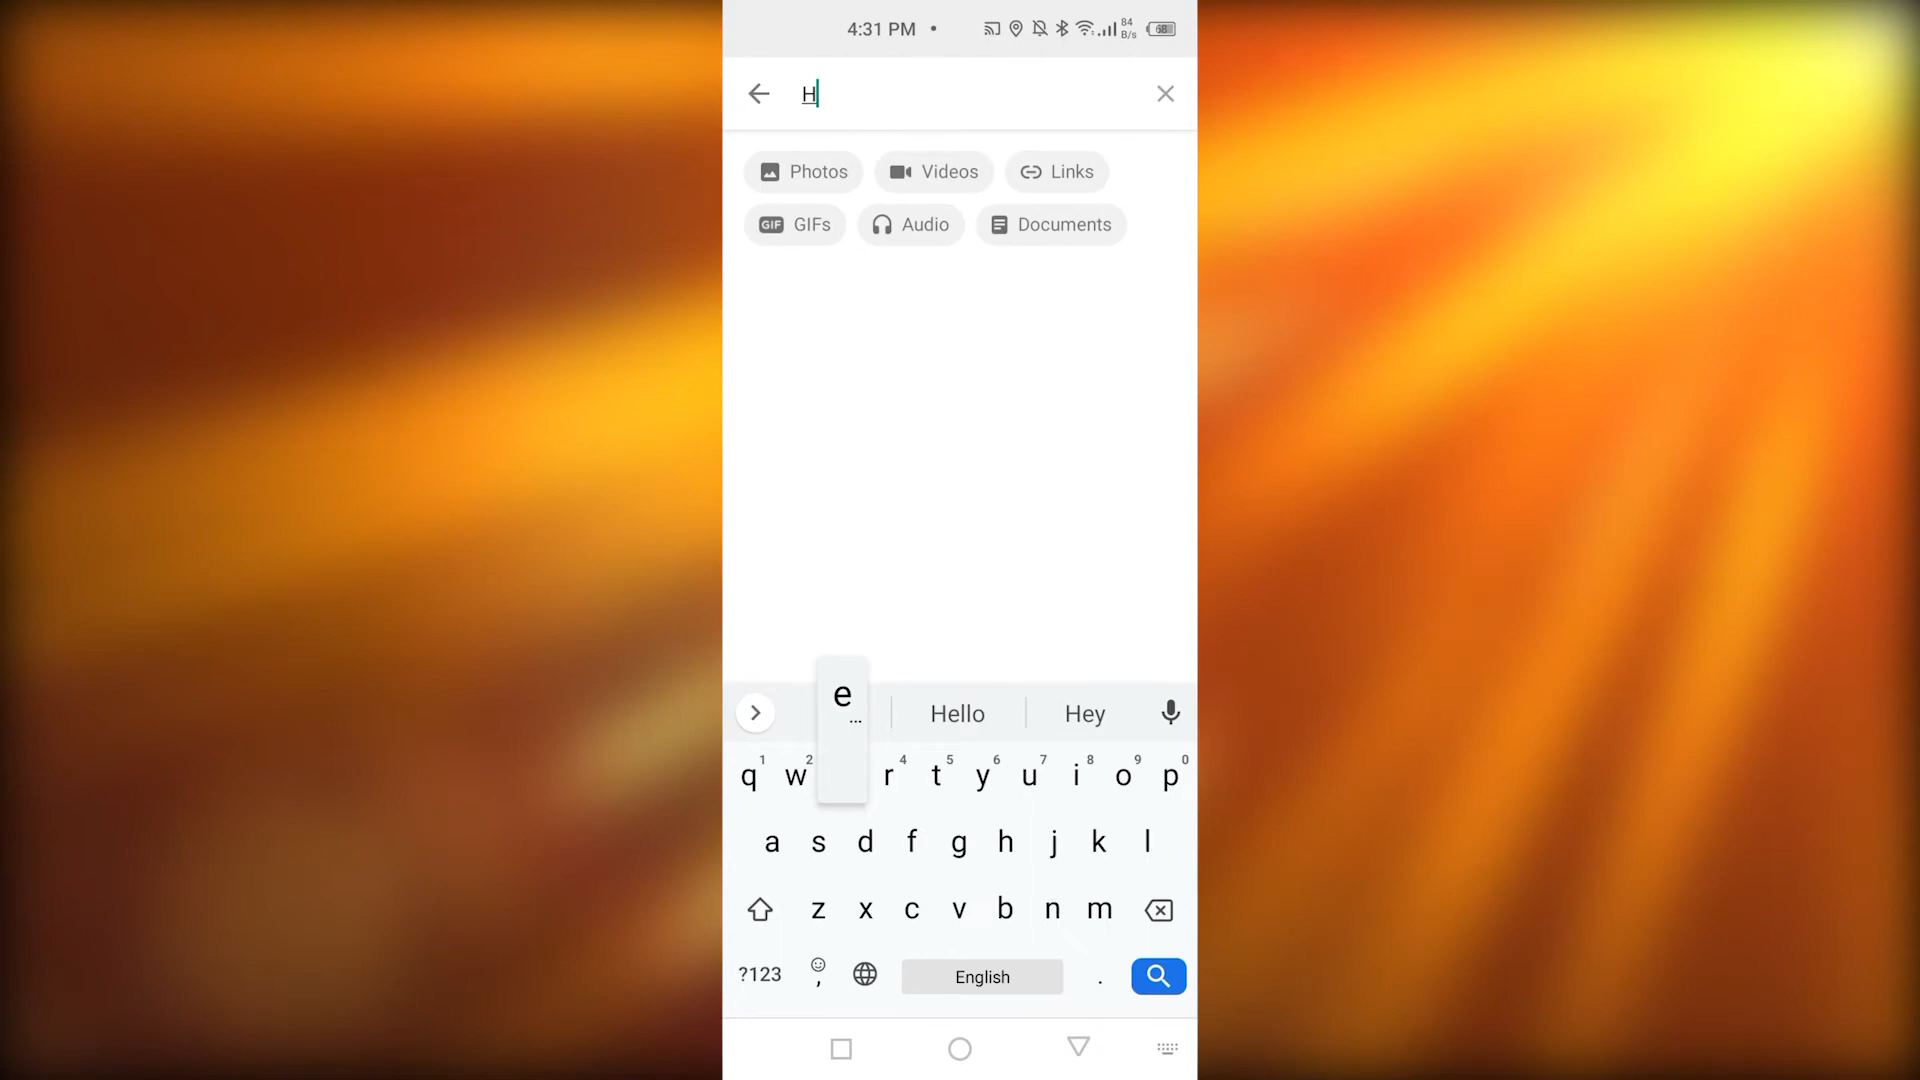 4:31 PM • 84 B/s 68
H
Photos Videos Links
GIF GIFs Audio Documents
e Hello Hey
...
1 2 4 5 6 7 8 9 0
q w r t y u i o p
a s d f g h j k l
z x c v b n m
?123 , English .